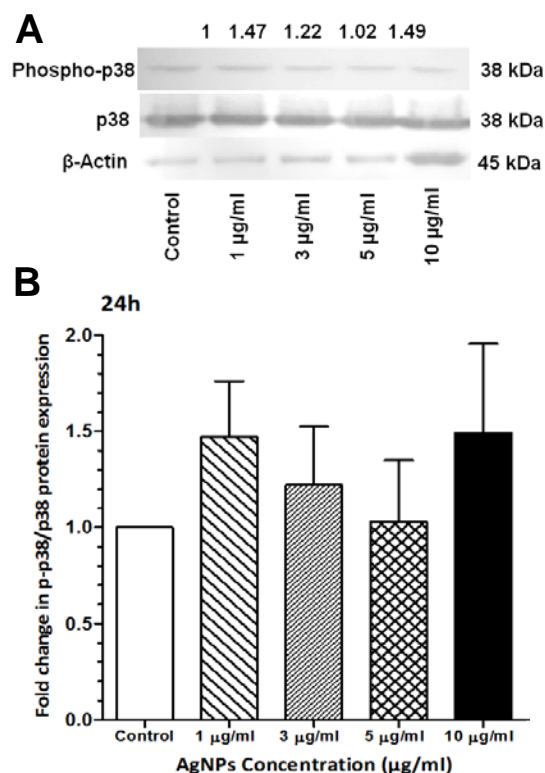 A
1 1.47 1.22 1.02 1.49
Phospho-p38 38 kDa
p38 38 kDa
β-Actin 45 kDa
Control 1 µg/ml 3 µg/ml 5 µg/ml 10 µg/ml
B
24h
Fold change in p-p38/p38 protein expression
2.0
1.5
1.0
0.5
0.0
Control 1 µg/ml 3 µg/ml 5 µg/ml 10 µg/ml
AgNPs Concentration (µg/ml)